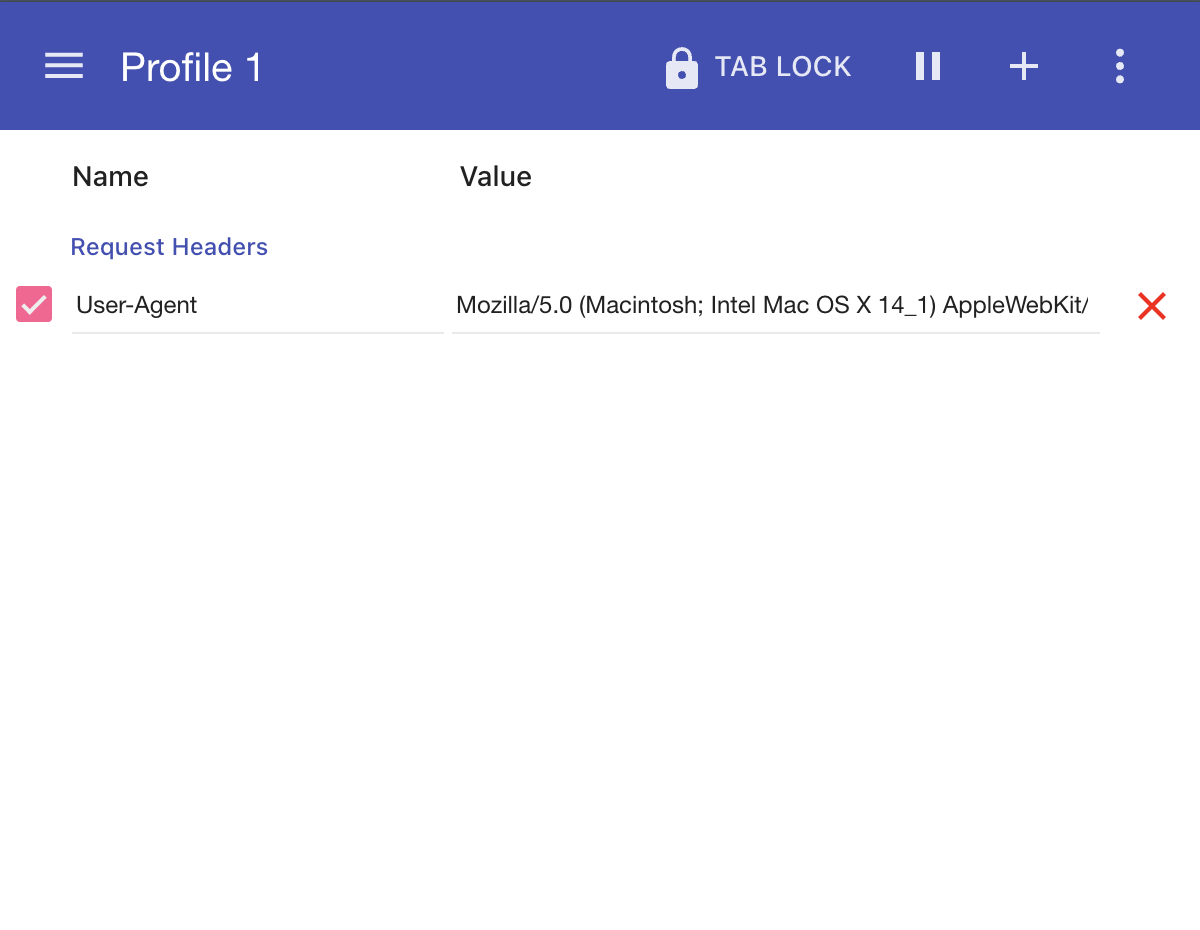 Profile 1
TAB LOCK
Name
Value
Request Headers
User-Agent
Mozilla/5.0 (Macintosh; Intel Mac OS X 14_1) AppleWebKit/